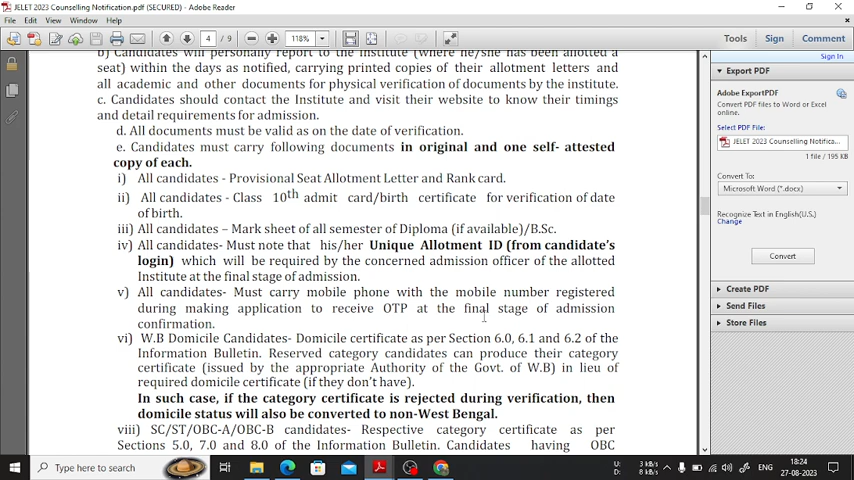 JELET 2023 Counselling Notification.pdf (SECURED) - Adobe Reader
File Edit View Window Help
4 / 9 118% Tools Sign Comment
Sign In
b) Candidates will personally report to the Institute (where he/she has been allotted a
seat) within the days as notified, carrying printed copies of their allotment letters and
all academic and other documents for physical verification of documents by the institute.
c. Candidates should contact the Institute and visit their website to know their timings
and detail requirements for admission.
d. All documents must be valid as on the date of verification.
e. Candidates must carry following documents in original and one self- attested
copy of each.
i) All candidates - Provisional Seat Allotment Letter and Rank card.
ii) All candidates - Class 10th admit card/birth certificate for verification of date
of birth.
iii) All candidates – Mark sheet of all semester of Diploma (if available)/B.Sc.
iv) All candidates- Must note that his/her Unique Allotment ID (from candidate's
login) which will be required by the concerned admission officer of the allotted
Institute at the final stage of admission.
v) All candidates- Must carry mobile phone with the mobile number registered
during making application to receive OTP at the final stage of admission
confirmation.
vi) W.B Domicile Candidates- Domicile certificate as per Section 6.0, 6.1 and 6.2 of the
Information Bulletin. Reserved category candidates can produce their category
certificate (issued by the appropriate Authority of the Govt. of W.B) in lieu of
required domicile certificate (if they don't have).
In such case, if the category certificate is rejected during verification, then
domicile status will also be converted to non-West Bengal.
viii) SC/ST/OBC-A/OBC-B candidates- Respective category certificate as per
Sections 5.0, 7.0 and 8.0 of the Information Bulletin. Candidates having OBC
Export PDF
Adobe ExportPDF
Convert PDF files to Word or Excel
online.
Select PDF File:
JELET 2023 Counselling Notifica...
1 file / 195 KB
Convert To:
Microsoft Word (*.docx)
Recognize Text in English(U.S.)
Change
Convert
Create PDF
Send Files
Store Files
Type here to search
U: 3 kB/s
D: 8 kB/s
ENG
18:24
27-08-2023